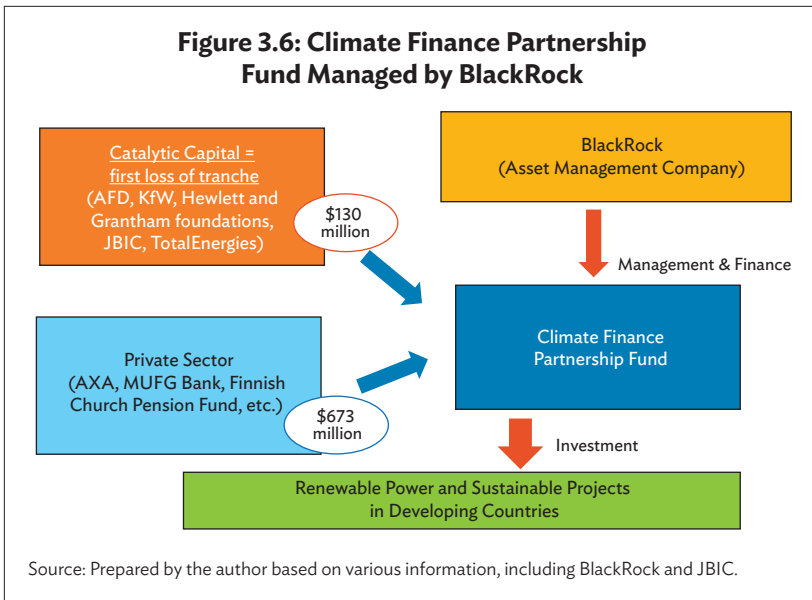 Figure 3.6: Climate Finance Partnership
Fund Managed by BlackRock
Catalytic Capital =
first loss of tranche
(AFD, KfW, Hewlett and
Grantham foundations,
JBIC, TotalEnergies)
$130
million
BlackRock
(Asset Management Company)
Management & Finance
Private Sector
(AXA, MUFG Bank, Finnish
Church Pension Fund, etc.)
$673
million
Climate Finance
Partnership Fund
Investment
Renewable Power and Sustainable Projects
in Developing Countries
Source: Prepared by the author based on various information, including BlackRock and JBIC.